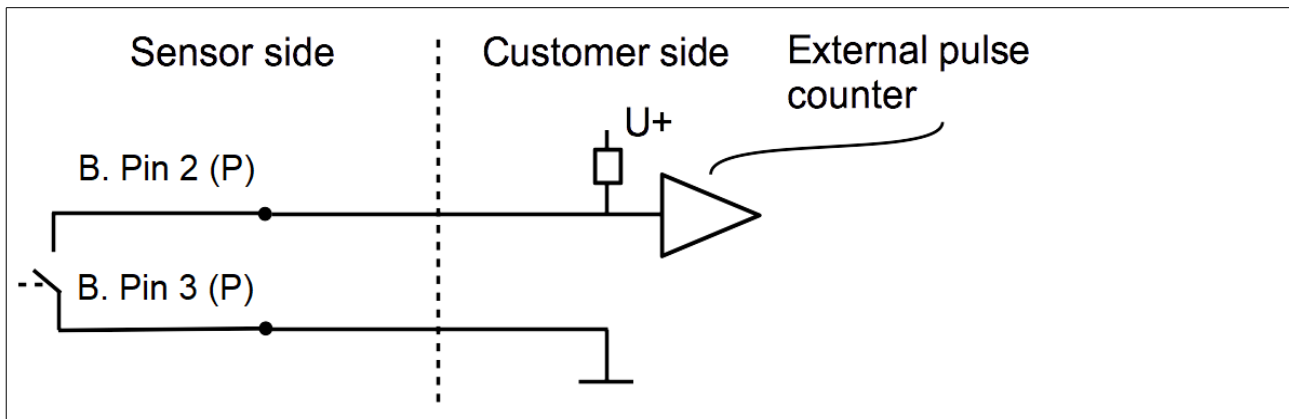 Sensor side
Customer side
External pulse
counter
U+
B. Pin 2 (P)
B. Pin 3 (P)